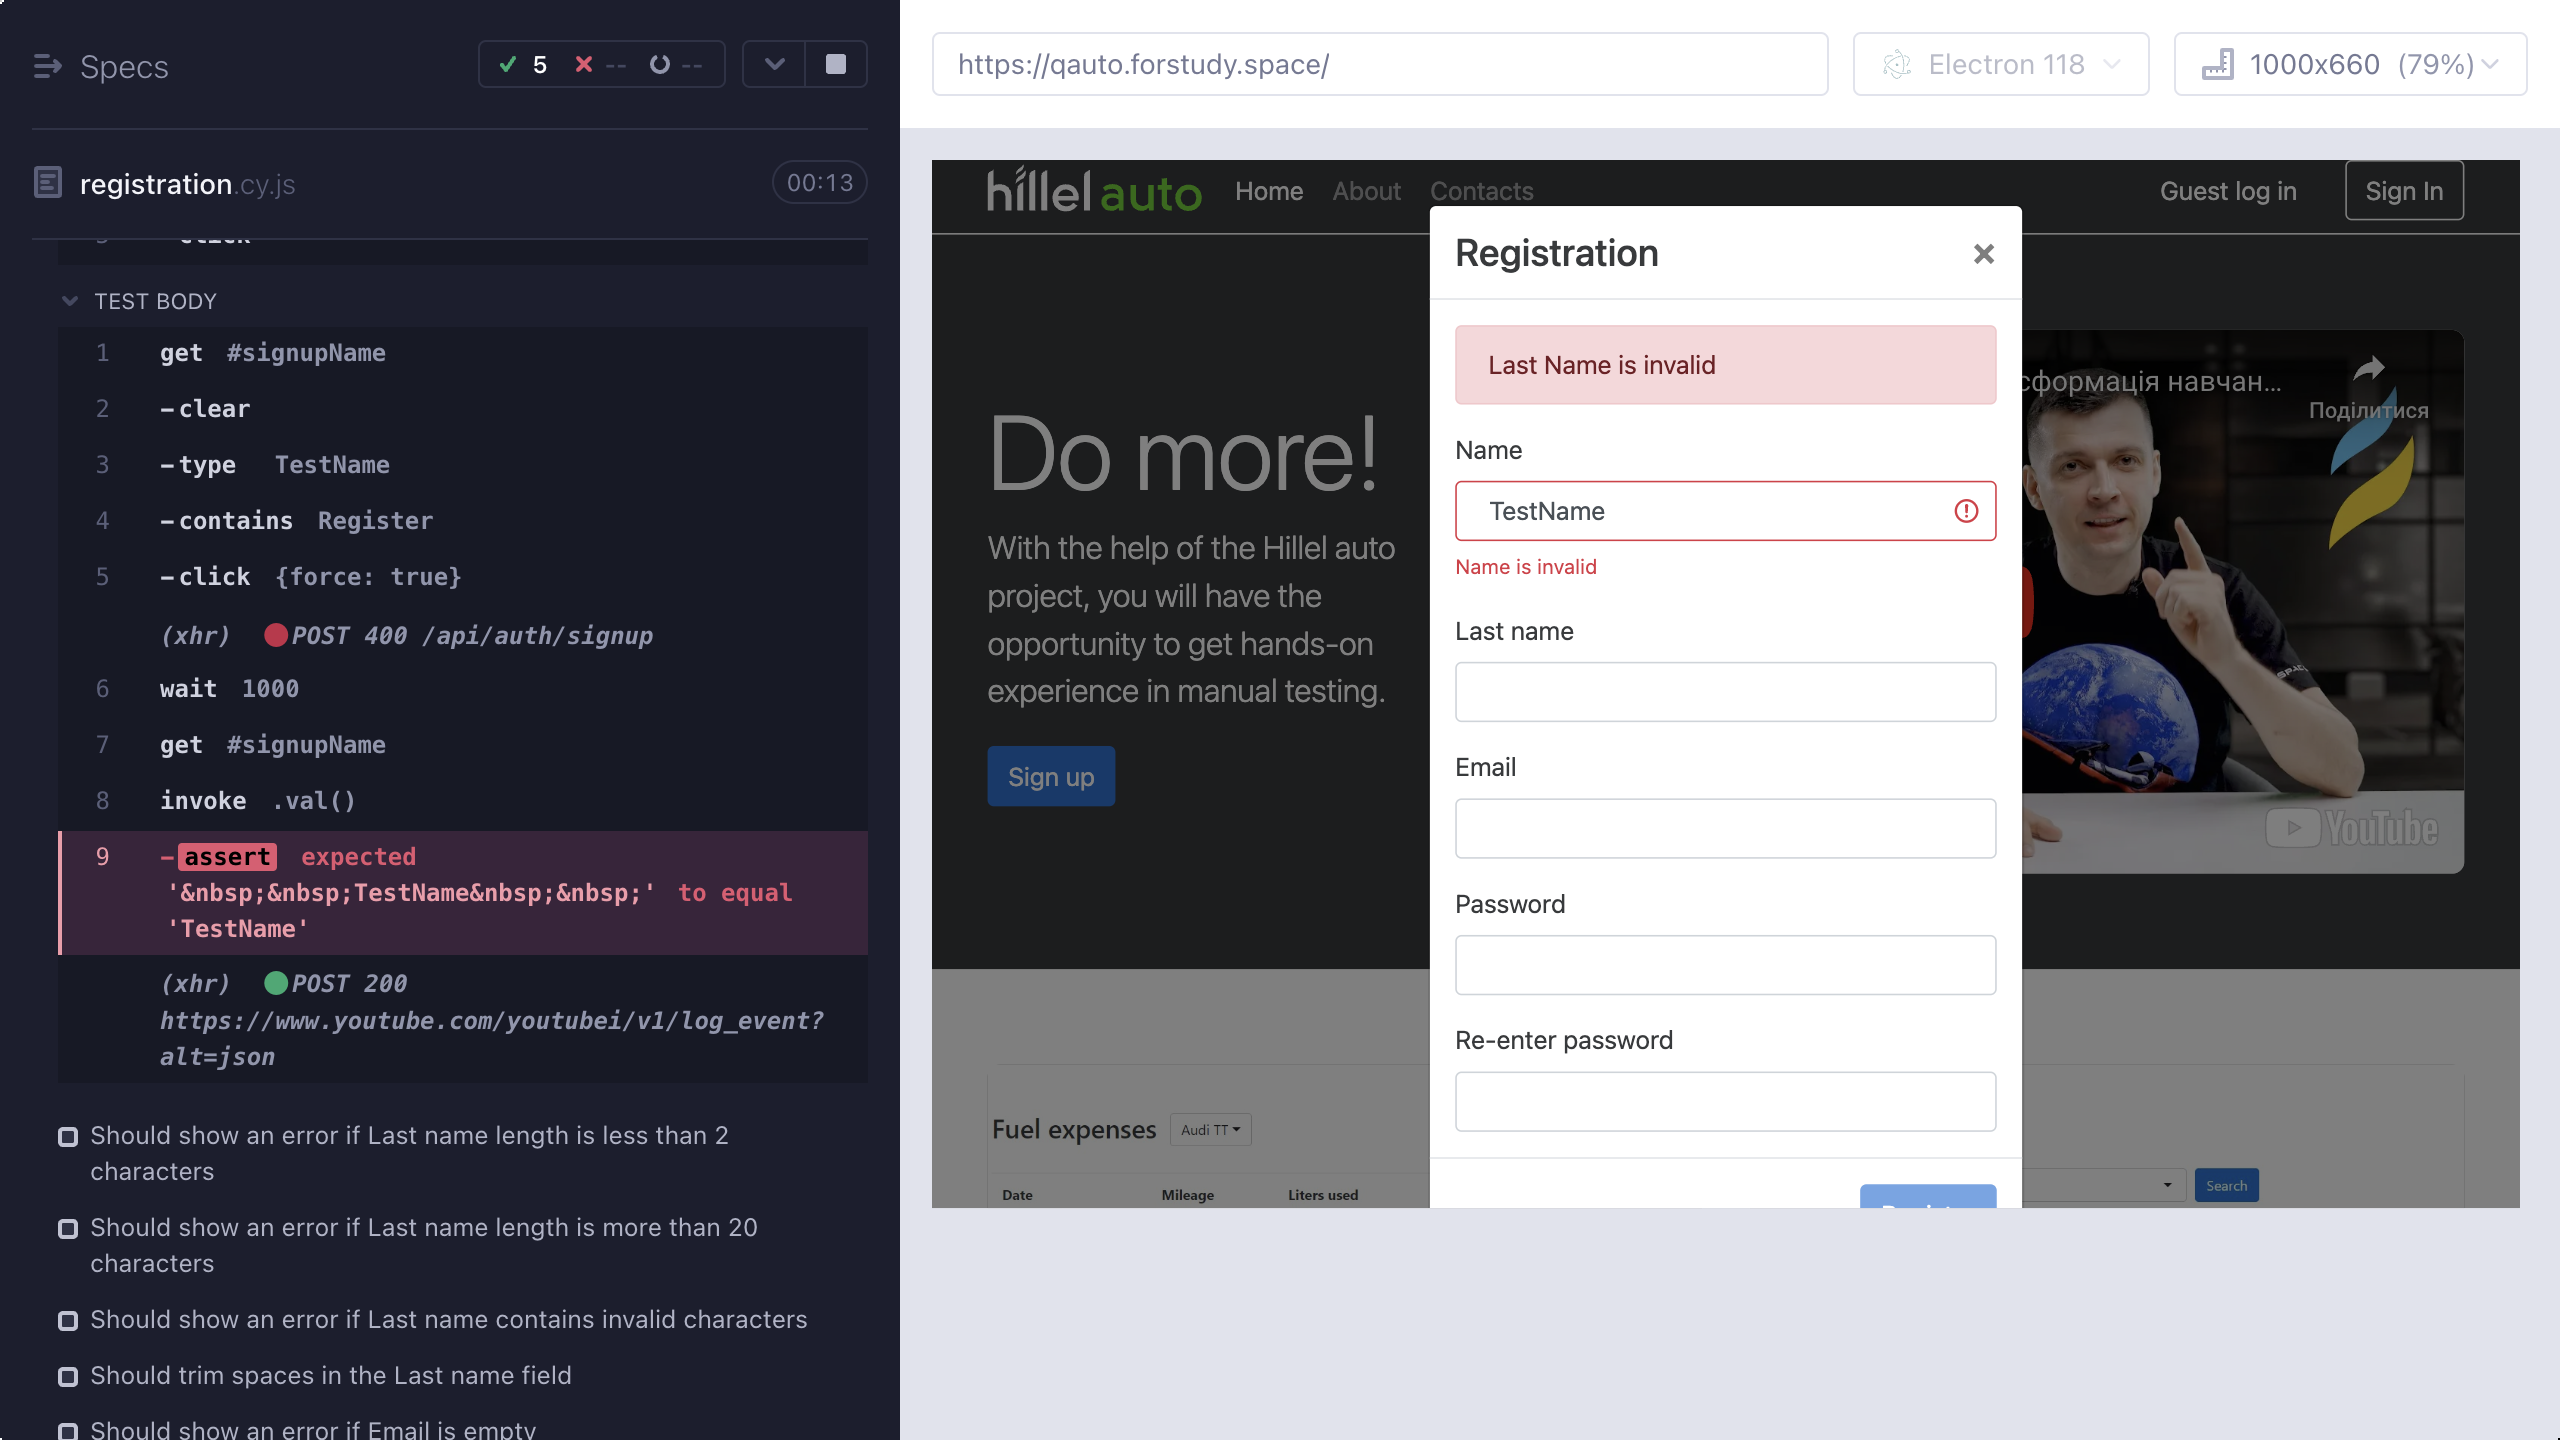 Specs
5
--
--
registration.cy.js
00:13
TEST BODY
1 get #signupName
2 -clear
3 -type TestName
4 -contains Register
5 -click {force: true}
(xhr) POST 400 /api/auth/signup
6 wait 1000
7 get #signupName
8 invoke .val()
9 -assert expected
'&nbsp;&nbsp;TestName&nbsp;&nbsp;' to equal
'TestName'
(xhr) POST 200
https://www.youtube.com/youtubei/v1/log_event?
alt=json
Should show an error if Last name length is less than 2
characters
Should show an error if Last name length is more than 20
characters
Should show an error if Last name contains invalid characters
Should trim spaces in the Last name field
Should show an error if Email is empty
https://qauto.forstudy.space/
Electron 118
1000x660 (79%)
hillel auto
Home
About
Contacts
Guest log in
Sign In
Do more!
With the help of the Hillel auto
project, you will have the
opportunity to get hands-on
experience in manual testing.
Sign up
Registration
Last Name is invalid
Name
TestName
Name is invalid
Last name
Email
Password
Re-enter password
сформація навчан...
Поділитися
YouTube
Fuel expenses
Audi TT
Date
Mileage
Liters used
Search